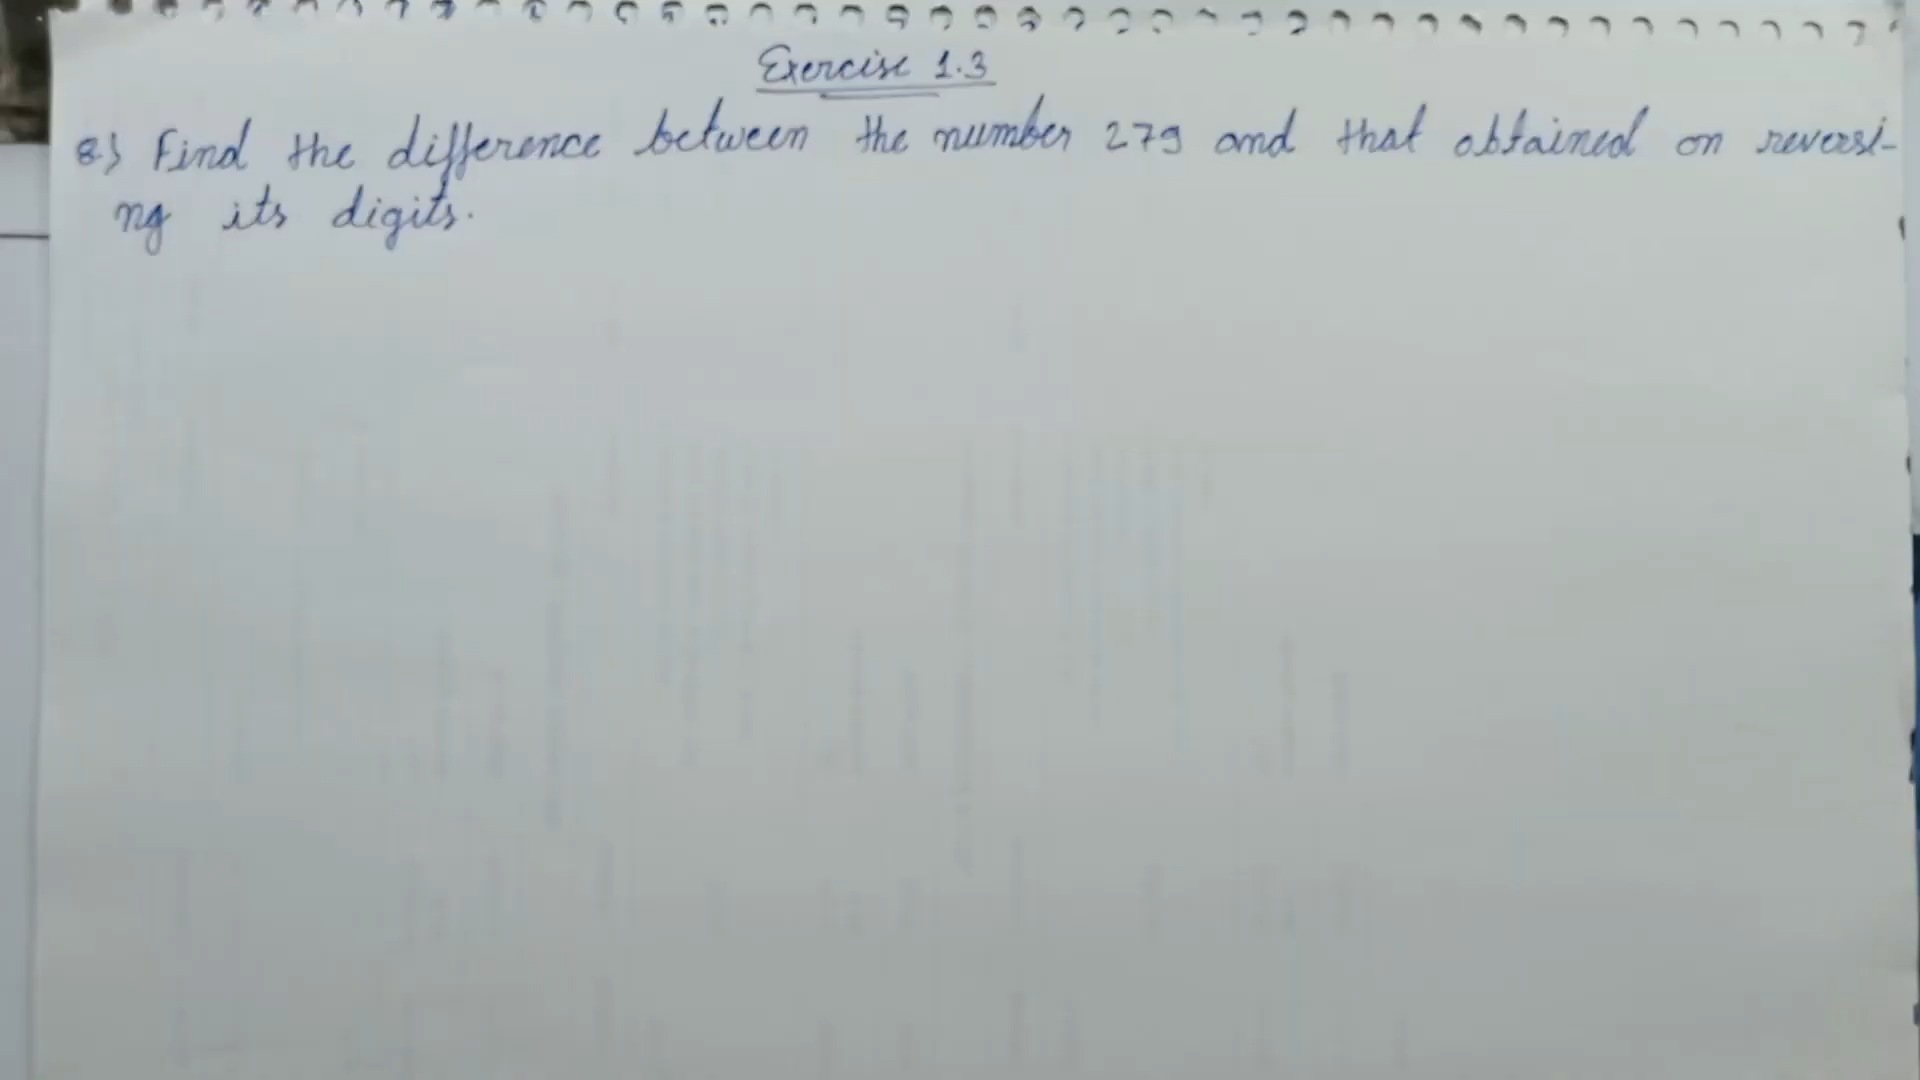 Exercise 1.3
8) Find the difference between the number 279 and that obtained on reversi-
ng its digits.